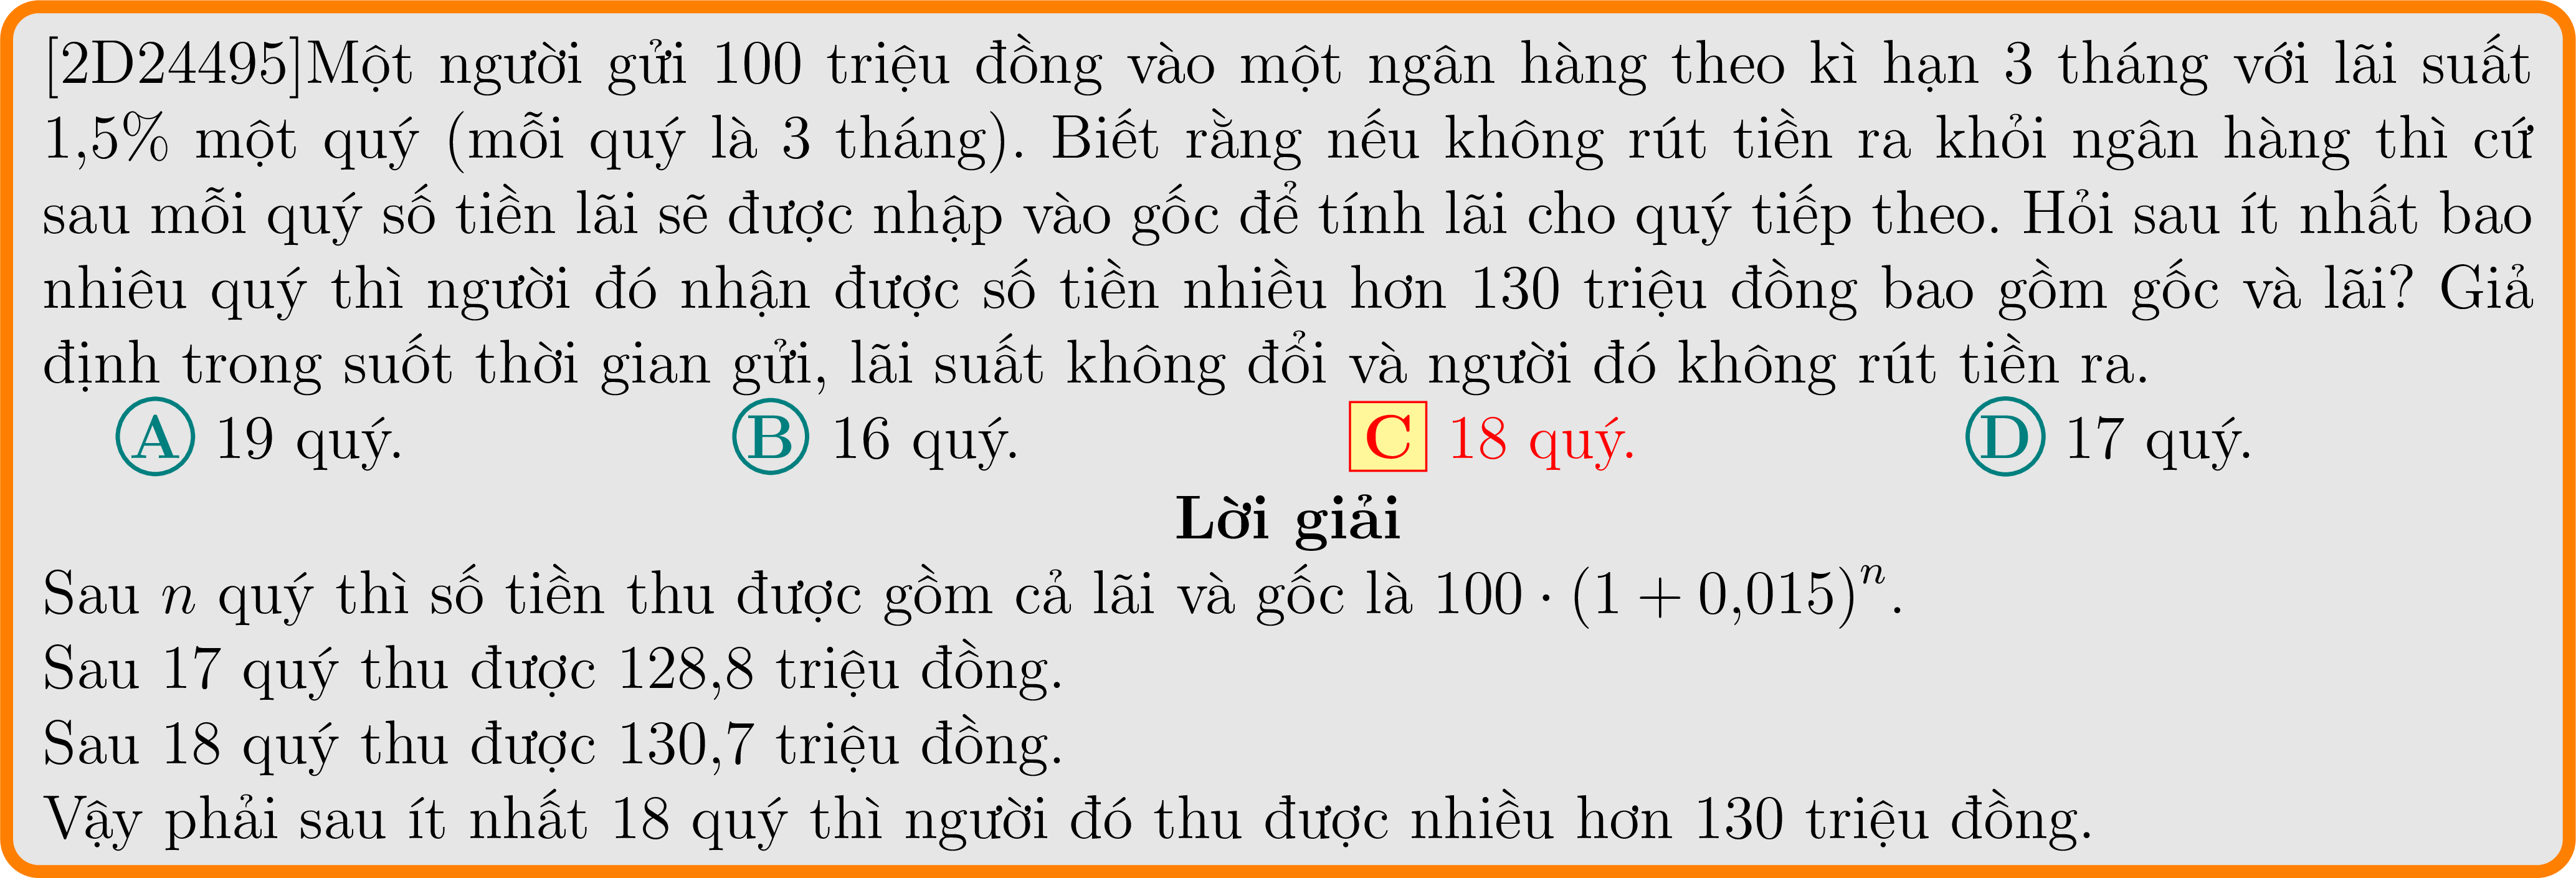 [2D24495]Một người gửi 100 triệu đồng vào một ngân hàng theo kì hạn 3 tháng với lãi suất
1,5% một quý (mỗi quý là 3 tháng). Biết rằng nếu không rút tiền ra khỏi ngân hàng thì cứ
sau mỗi quý số tiền lãi sẽ được nhập vào gốc để tính lãi cho quý tiếp theo. Hỏi sau ít nhất bao
nhiêu quý thì người đó nhận được số tiền nhiều hơn 130 triệu đồng bao gồm gốc và lãi? Giả
định trong suốt thời gian gửi, lãi suất không đổi và người đó không rút tiền ra.
A 19 quý. B 16 quý. C 18 quý. D 17 quý.
Lời giải
Sau n quý thì số tiền thu được gồm cả lãi và gốc là 100 · (1 + 0,015)ⁿ.
Sau 17 quý thu được 128,8 triệu đồng.
Sau 18 quý thu được 130,7 triệu đồng.
Vậy phải sau ít nhất 18 quý thì người đó thu được nhiều hơn 130 triệu đồng.